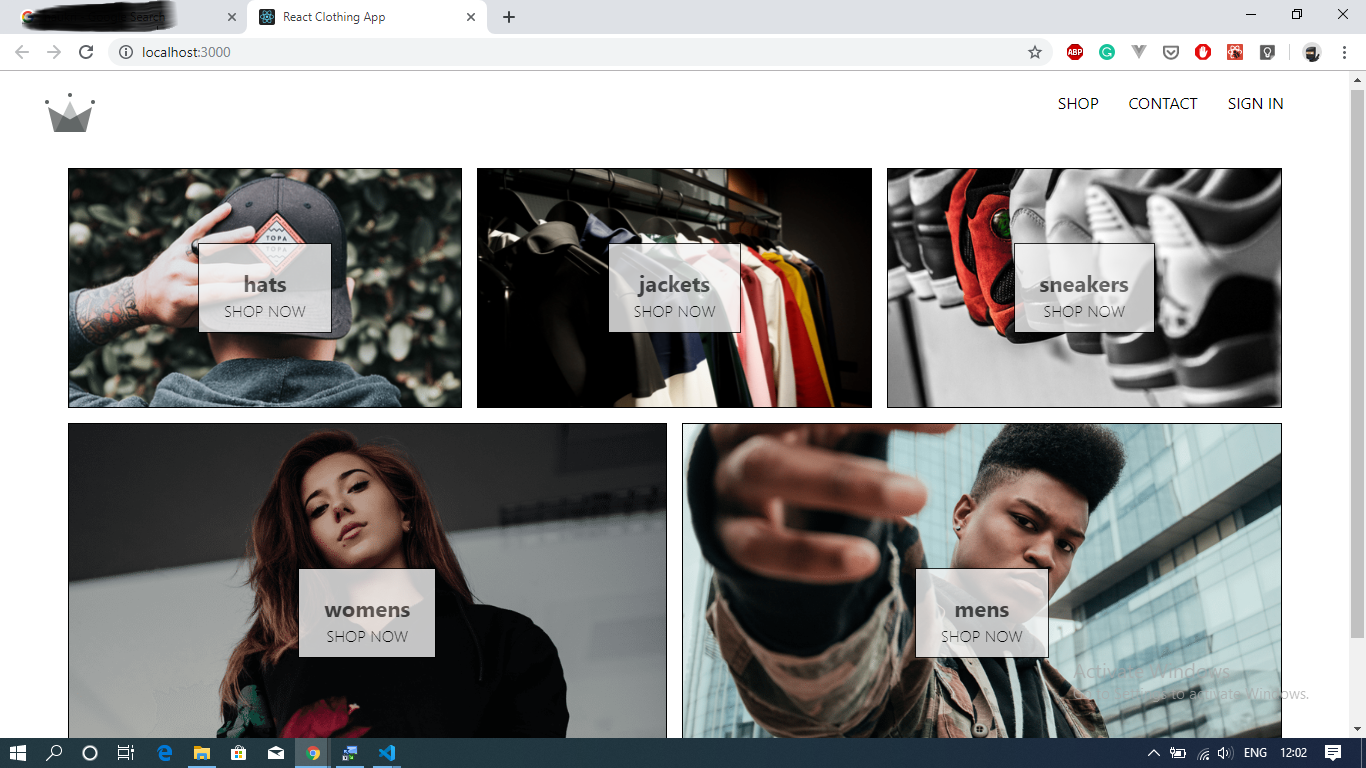 Search
React Clothing App
localhost:3000
ABP
SHOP CONTACT SIGN IN
TOPA
TOPA
hats
SHOP NOW
jackets
SHOP NOW
sneakers
SHOP NOW
womens
SHOP NOW
mens
SHOP NOW
Activate Windows
Go to Settings to activate Windows.
ENG 12:02